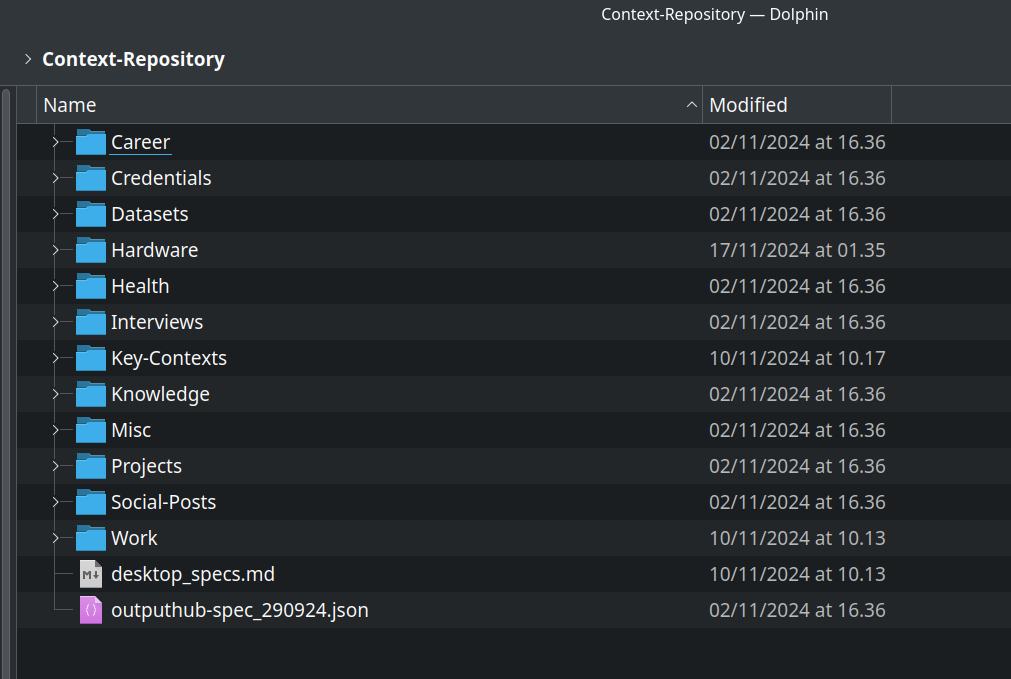 Context-Repository — Dolphin
Context-Repository
Name Modified
Career 02/11/2024 at 16.36
Credentials 02/11/2024 at 16.36
Datasets 02/11/2024 at 16.36
Hardware 17/11/2024 at 01.35
Health 02/11/2024 at 16.36
Interviews 02/11/2024 at 16.36
Key-Contexts 10/11/2024 at 10.17
Knowledge 02/11/2024 at 16.36
Misc 02/11/2024 at 16.36
Projects 02/11/2024 at 16.36
Social-Posts 02/11/2024 at 16.36
Work 10/11/2024 at 10.13
desktop_specs.md 10/11/2024 at 10.13
outputhub-spec_290924.json 02/11/2024 at 16.36